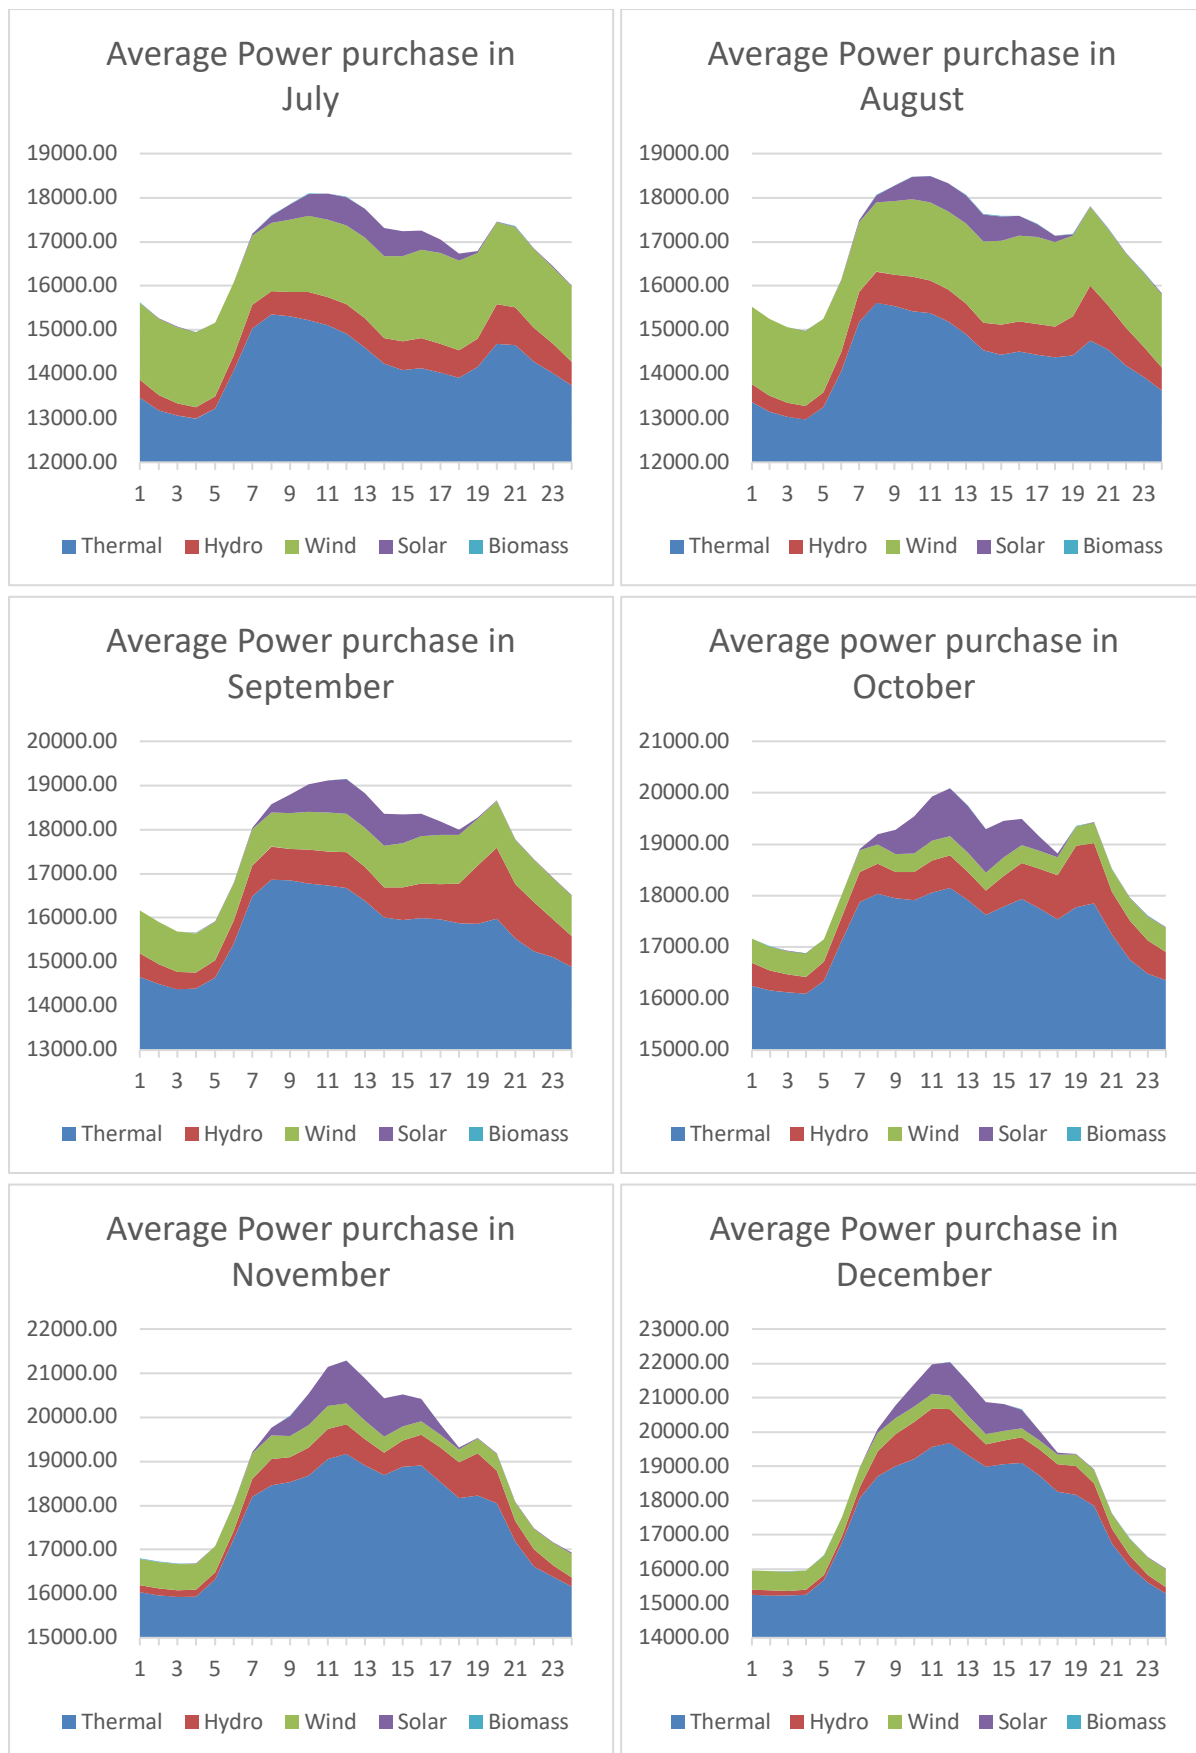 Average Power purchase in
July
19000.00
18000.00
17000.00
16000.00
15000.00
14000.00
13000.00
12000.00
1 3 5 7 9 11 13 15 17 19 21 23
Thermal Hydro Wind Solar Biomass
Average Power purchase in
August
19000.00
18000.00
17000.00
16000.00
15000.00
14000.00
13000.00
12000.00
1 3 5 7 9 11 13 15 17 19 21 23
Thermal Hydro Wind Solar Biomass
Average Power purchase in
September
20000.00
19000.00
18000.00
17000.00
16000.00
15000.00
14000.00
13000.00
1 3 5 7 9 11 13 15 17 19 21 23
Thermal Hydro Wind Solar Biomass
Average power purchase in
October
21000.00
20000.00
19000.00
18000.00
17000.00
16000.00
15000.00
1 3 5 7 9 11 13 15 17 19 21 23
Thermal Hydro Wind Solar Biomass
Average Power purchase in
November
22000.00
21000.00
20000.00
19000.00
18000.00
17000.00
16000.00
15000.00
1 3 5 7 9 11 13 15 17 19 21 23
Thermal Hydro Wind Solar Biomass
Average Power purchase in
December
23000.00
22000.00
21000.00
20000.00
19000.00
18000.00
17000.00
16000.00
15000.00
14000.00
1 3 5 7 9 11 13 15 17 19 21 23
Thermal Hydro Wind Solar Biomass